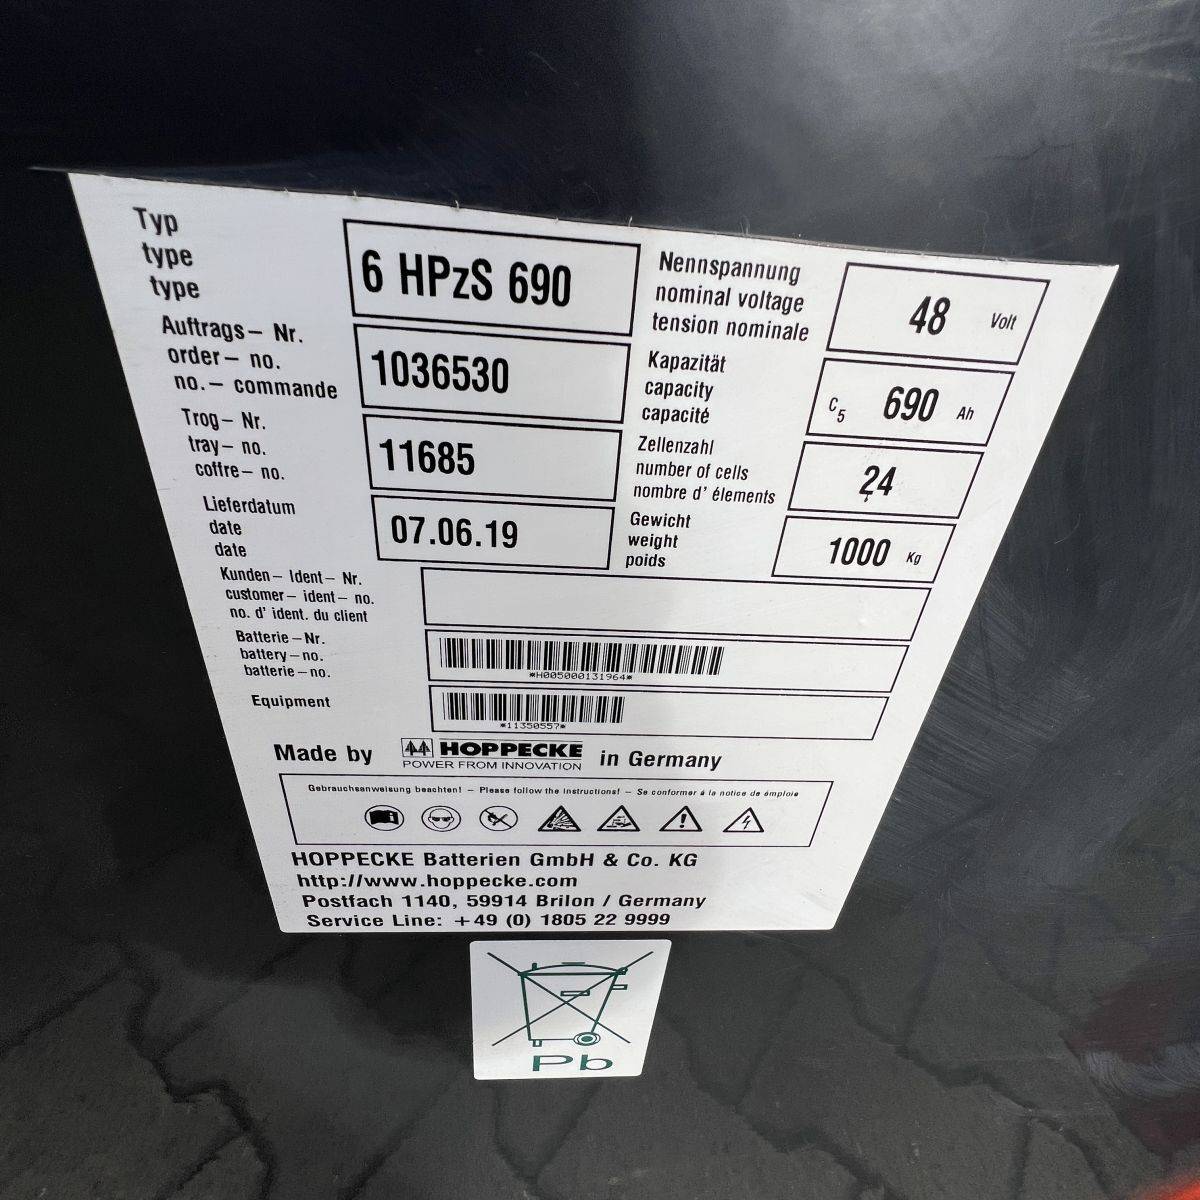 Typ
type
type
6 HPzS 690
Auftrags- Nr.
order- no.
no.- commande
1036530
Trog- Nr.
tray- no.
coffre- no.
11685
Lieferdatum
date
date
07.06.19
Nennspannung
nominal voltage
tension nominale
48 Volt
Kapazität
capacity
capacité
C5 690 Ah
Zellenzahl
number of cells
nombre d' élements
24
Gewicht
weight
poids
1000 Kg
Kunden- Ident- Nr.
customer- ident- no.
no. d' ident. du client
Batterie-Nr.
battery-no.
batterie-no.
*H005000131964*
Equipment
*11350557*
Made by HOPPECKE in Germany
POWER FROM INNOVATION
Gebrauchsanweisung beachten! - Please follow the instructions! - Se conformer à la notice de émploie
HOPPECKE Batterien GmbH & Co. KG
http://www.hoppecke.com
Postfach 1140, 59914 Brilon / Germany
Service Line: +49 (0) 1805 22 9999
Pb